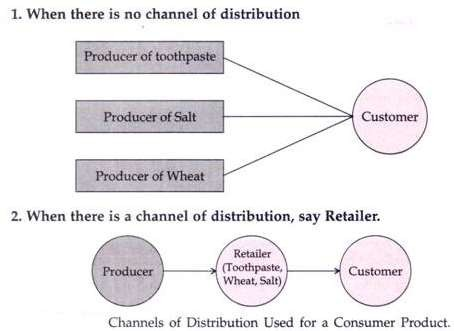 1. When there is no channel of distribution
Producer of toothpaste
Producer of Salt
Customer
Producer of Wheat
2. When there is a channel of distribution, say Retailer.
Producer
Retailer
(Toothpaste,
Wheat, Salt)
Customer
Channels of Distribution Used for a Consumer Product.